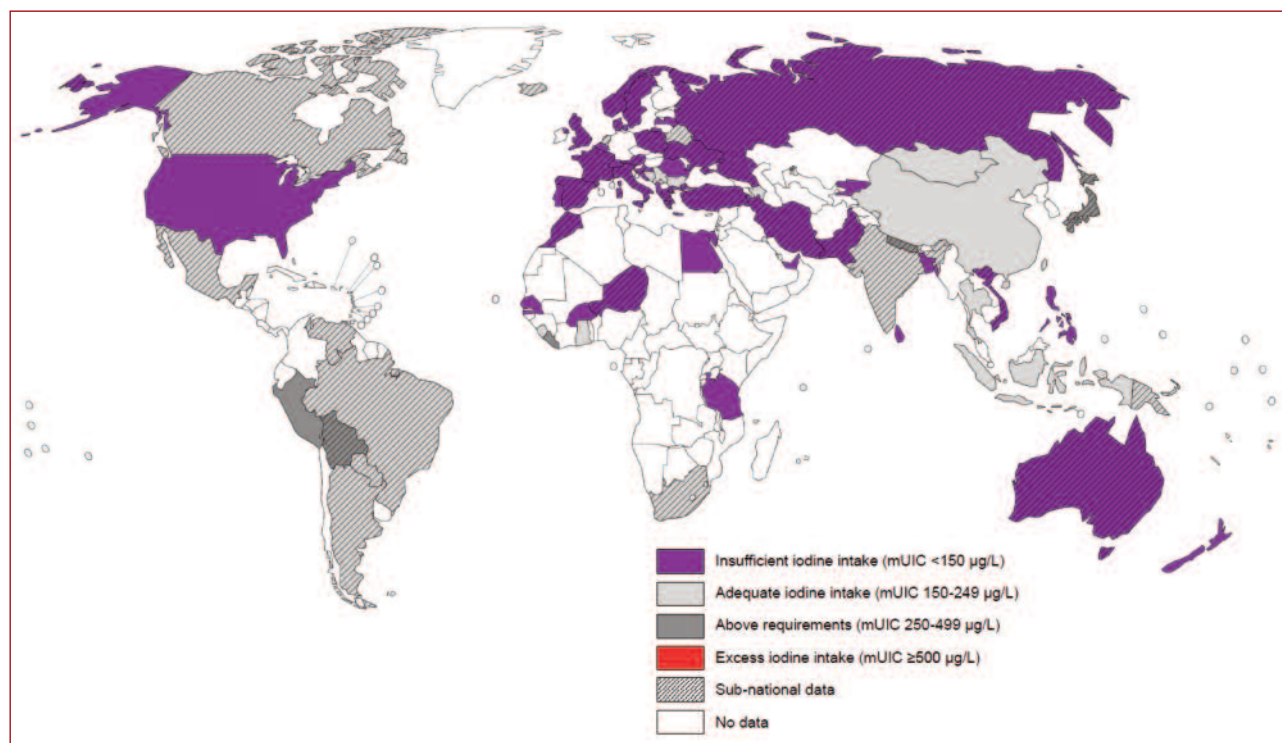 Insufficient iodine intake (mUIC <150 µg/L)
Adequate iodine intake (mUIC 150-249 µg/L)
Above requirements (mUIC 250-499 µg/L)
Excess iodine intake (mUIC ≥500 µg/L)
Sub-national data
No data